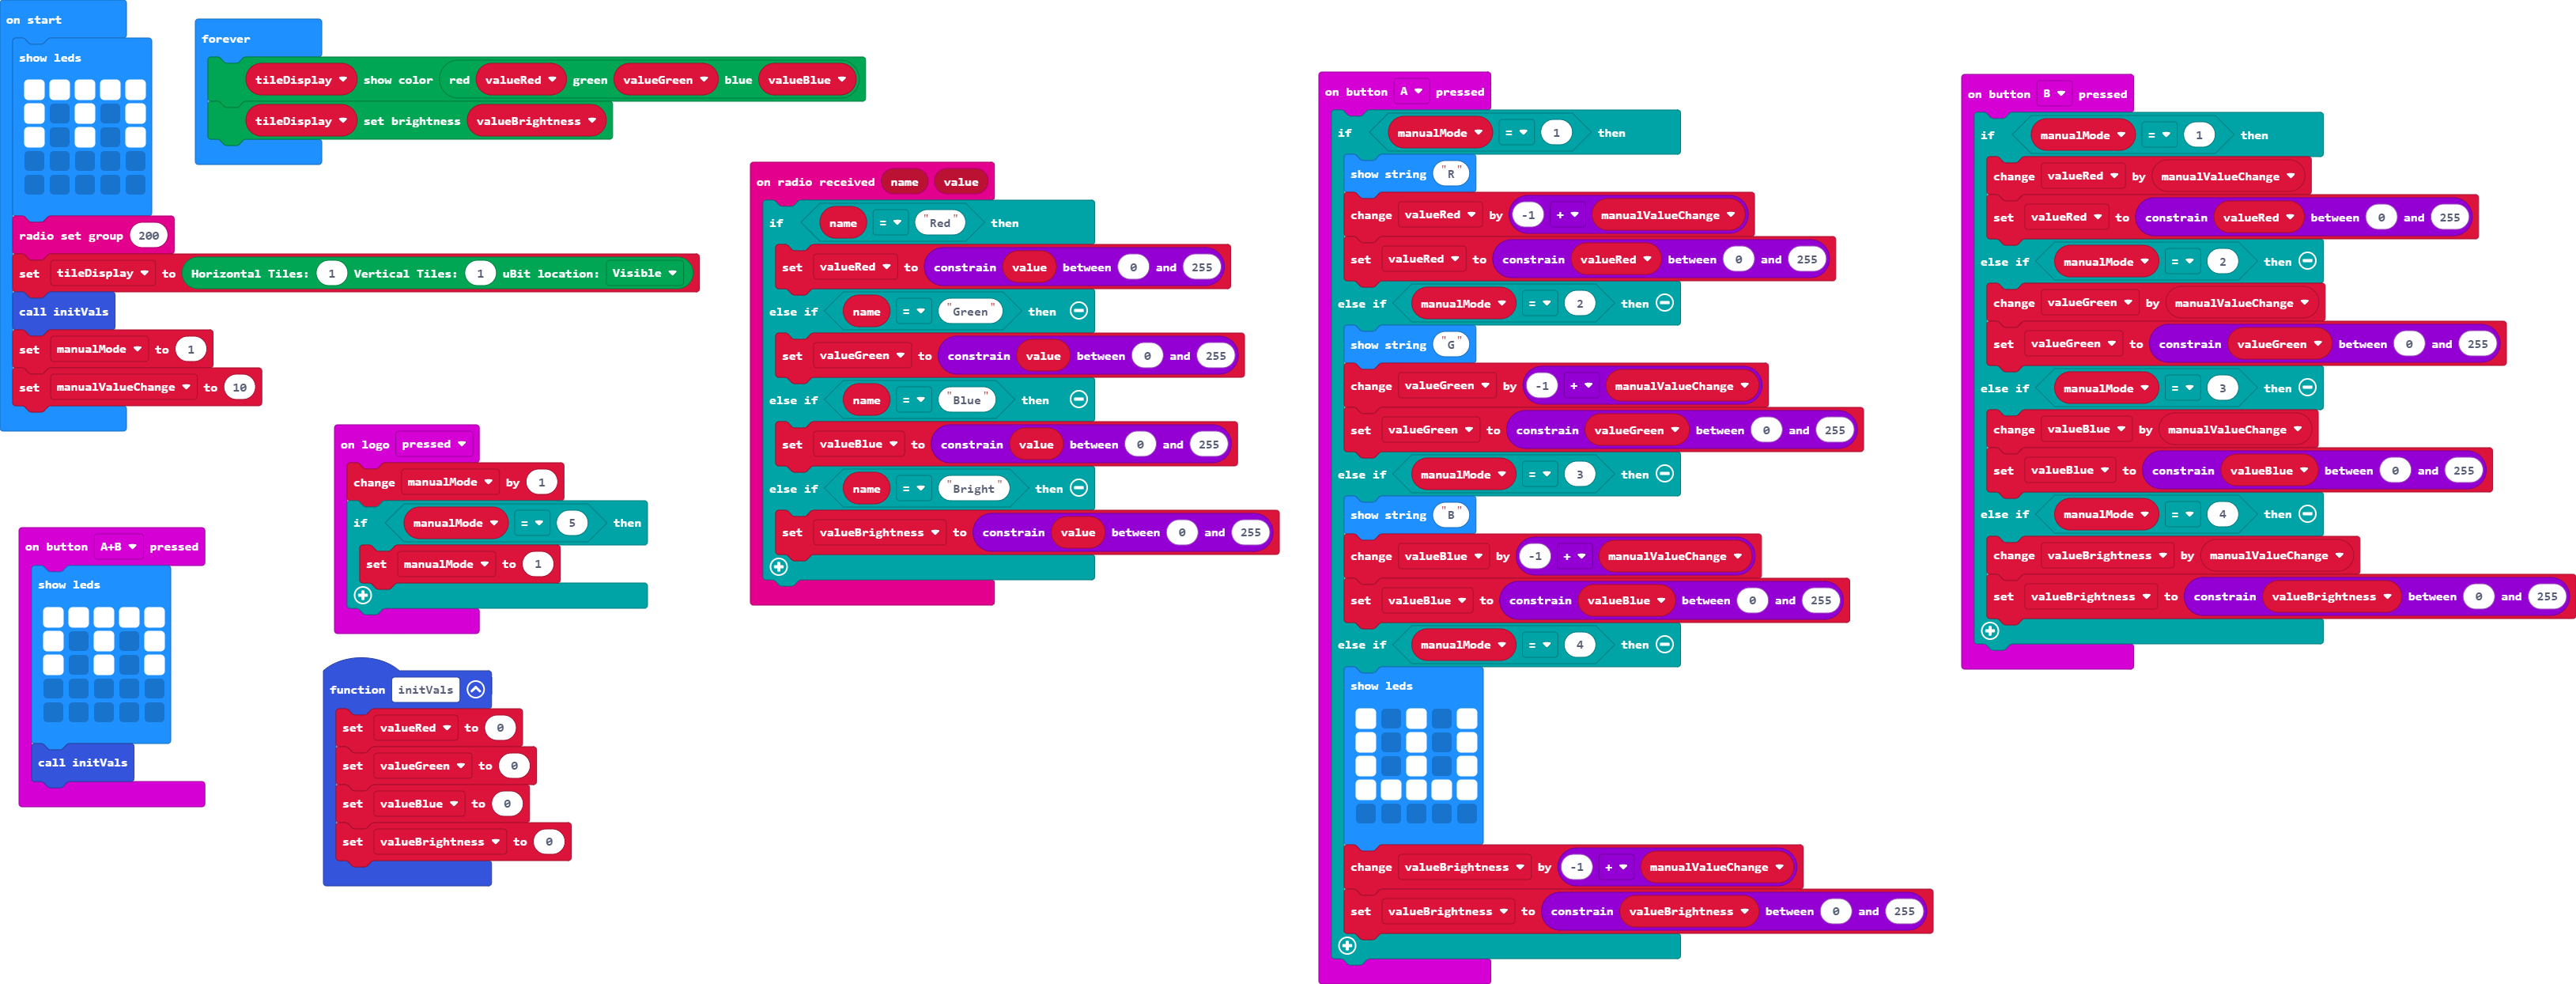 on start
show leds
radio set group 200
set tileDisplay to Horizontal Tiles: 1 Vertical Tiles: 1 uBit location: Visible
call initVals
set manualMode to 1
set manualValueChange to 10
forever
tileDisplay show color red valueRed green valueGreen blue valueBlue
tileDisplay set brightness valueBrightness
on button A+B pressed
show leds
call initVals
on logo pressed
change manualMode by 1
if manualMode = 5 then
set manualMode to 1
function initVals
set valueRed to 0
set valueGreen to 0
set valueBlue to 0
set valueBrightness to 0
on radio received name value
if name = "Red" then
set valueRed to constrain value between 0 and 255
else if name = "Green" then
set valueGreen to constrain value between 0 and 255
else if name = "Blue" then
set valueBlue to constrain value between 0 and 255
else if name = "Bright" then
set valueBrightness to constrain value between 0 and 255
on button A pressed
if manualMode = 1 then
show string "R"
change valueRed by -1 + manualValueChange
set valueRed to constrain valueRed between 0 and 255
else if manualMode = 2 then
show string "G"
change valueGreen by -1 + manualValueChange
set valueGreen to constrain valueGreen between 0 and 255
else if manualMode = 3 then
show string "B"
change valueBlue by -1 + manualValueChange
set valueBlue to constrain valueBlue between 0 and 255
else if manualMode = 4 then
show leds
change valueBrightness by -1 + manualValueChange
set valueBrightness to constrain valueBrightness between 0 and 255
on button B pressed
if manualMode = 1 then
change valueRed by manualValueChange
set valueRed to constrain valueRed between 0 and 255
else if manualMode = 2 then
change valueGreen by manualValueChange
set valueGreen to constrain valueGreen between 0 and 255
else if manualMode = 3 then
change valueBlue by manualValueChange
set valueBlue to constrain valueBlue between 0 and 255
else if manualMode = 4 then
change valueBrightness by manualValueChange
set valueBrightness to constrain valueBrightness between 0 and 255